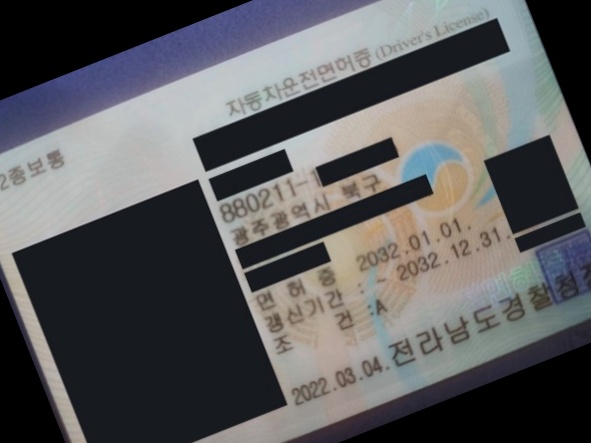 자동차운전면허증 (Driver's License)
2종보통
880211-1
광주광역시 북구
2032.01.01.
면 허 증 : ~ 2032.12.31.
갱신기간 :
조 건 :A
2022.03.04. 전라남도경찰청장